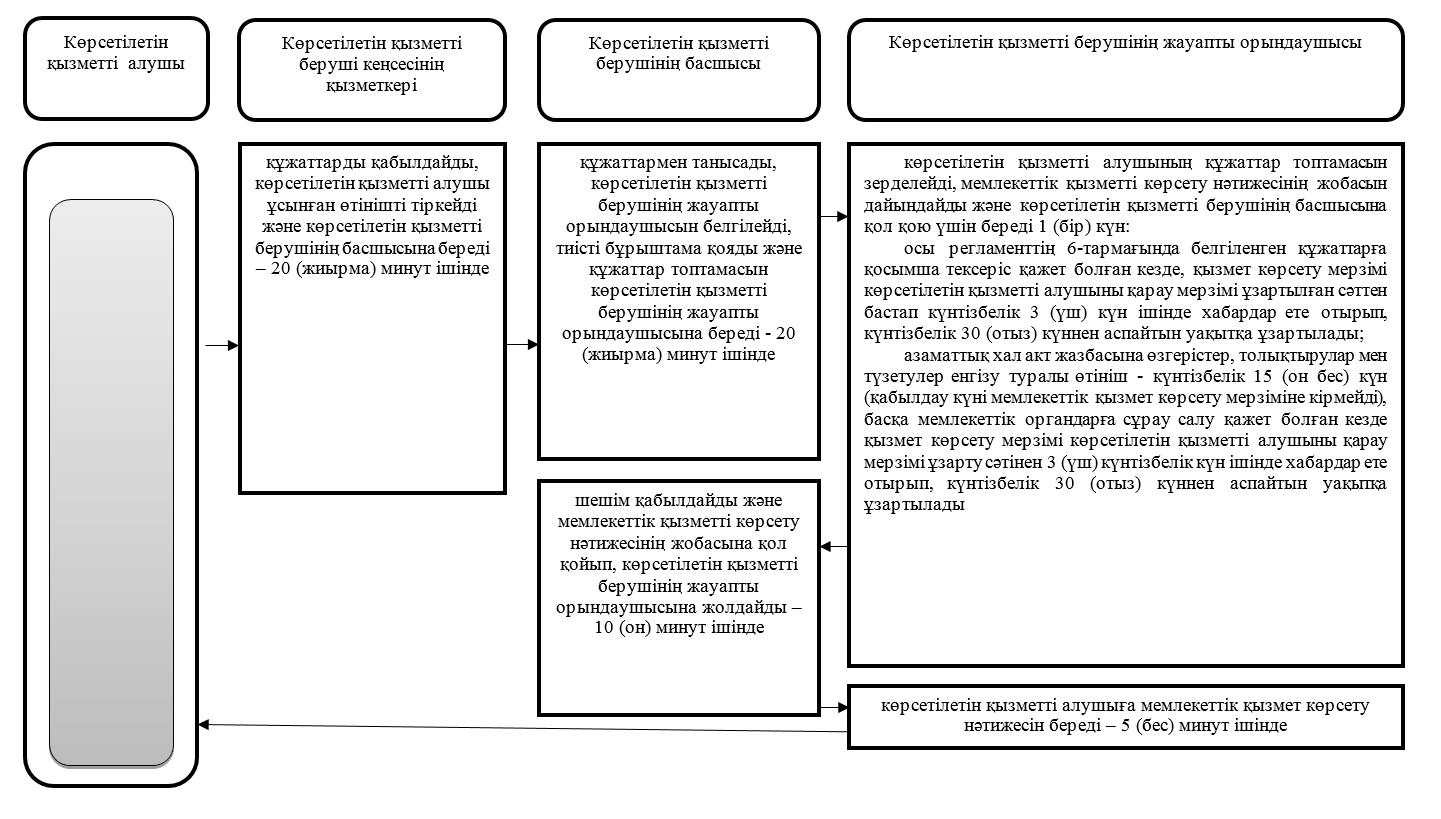 Көрсетілетін
қызметті алушы
Көрсетілетін қызметті
беруші кеңсесінің
қызметкері
Көрсетілетін қызметті
берушінің басшысы
Көрсетілетін қызметті берушінің жауапты орындаушысы
құжаттарды қабылдайды,
көрсетілетін қызметті алушы
ұсынған өтінішті тіркейді
және көрсетілетін қызметті
берушінің басшысына береді
– 20 (жиырма) минут ішінде
құжаттармен танысады,
көрсетілетін қызметті
берушінің жауапты
орындаушысын белгілейді,
тиісті бұрыштама қояды және
құжаттар топтамасын
көрсетілетін қызметті
берушінің жауапты
орындаушысына береді - 20
(жиырма) минут ішінде
көрсетілетін қызметті алушының құжаттар топтамасын
зерделейді, мемлекеттік қызметті көрсету нәтижесінің жобасын
дайындайды және көрсетілетін қызметті берушінің басшысына
қол қою үшін береді 1 (бір) күн:
осы регламенттің 6-тармағында белгіленген құжаттарға
қосымша тексеріс қажет болған кезде, қызмет көрсету мерзімі
көрсетілетін қызметті алушыны қарау мерзімі ұзартылған сәттен
бастап күнтізбелік 3 (үш) күн ішінде хабардар ете отырып,
күнтізбелік 30 (отыз) күннен аспайтын уақытқа ұзартылады;
азаматтық хал акт жазбасына өзгерістер, толықтырулар мен
түзетулер енгізу туралы өтініш - күнтізбелік 15 (он бес) күн
(қабылдау күні мемлекеттік қызмет көрсету мерзіміне кірмейді),
басқа мемлекеттік органдарға сұрау салу қажет болған кезде
қызмет көрсету мерзімі көрсетілетін қызметті алушыны қарау
мерзімі ұзарту сәтінен 3 (үш) күнтізбелік күн ішінде хабардар ете
отырып, күнтізбелік 30 (отыз) күннен аспайтын уақытқа
ұзартылады
шешім қабылдайды және
мемлекеттік қызметті көрсету
нәтижесінің жобасына қол
қойып, көрсетілетін қызметті
берушінің жауапты
орындаушысына жолдайды –
10 (он) минут ішінде
көрсетілетін қызметті алушыға мемлекеттік қызмет көрсету
нәтижесін береді – 5 (бес) минут ішінде